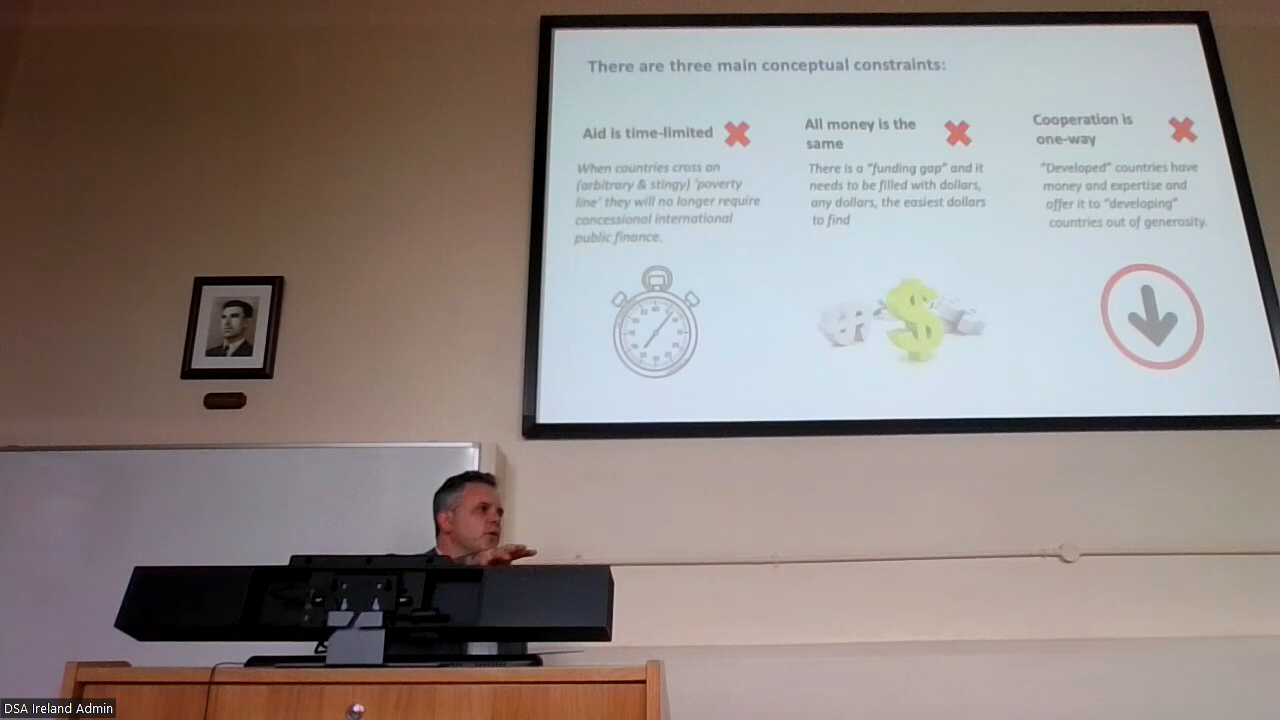 There are three main conceptual constraints:
Aid is time-limited
When countries cross an
(arbitrary & stingy) 'poverty
line' they will no longer require
concessional international
public finance.
All money is the
same
There is a "funding gap" and it
needs to be filled with dollars,
any dollars, the easiest dollars
to find
Cooperation is
one-way
"Developed" countries have
money and expertise and
offer it to "developing"
countries out of generosity.
DSA Ireland Admin